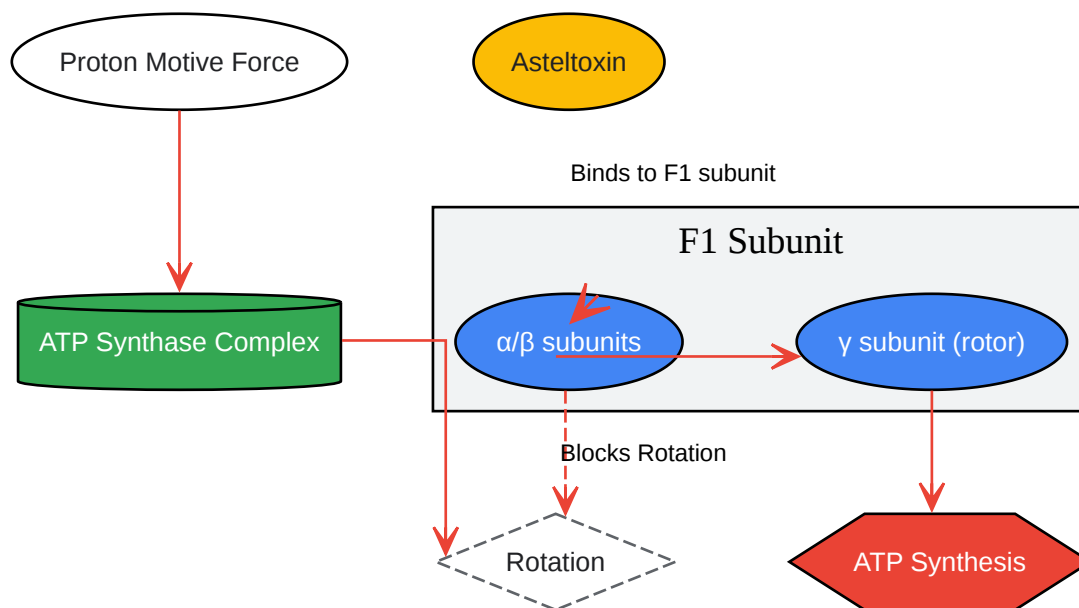 Proton Motive Force
Asteltoxin
Binds to F1 subunit
F1 Subunit
ATP Synthase Complex
α/β subunits
γ subunit (rotor)
Blocks Rotation
Rotation
ATP Synthesis